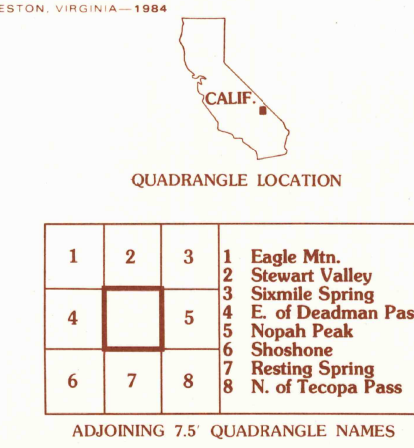 ESTON, VIRGINIA—1984
CALIF.
QUADRANGLE LOCATION
1 2 3
4 5
6 7 8
1 Eagle Mtn.
2 Stewart Valley
3 Sixmile Spring
4 E. of Deadman Pas
5 Nopah Peak
6 Shoshone
7 Resting Spring
8 N. of Tecopa Pass
ADJOINING 7.5' QUADRANGLE NAMES